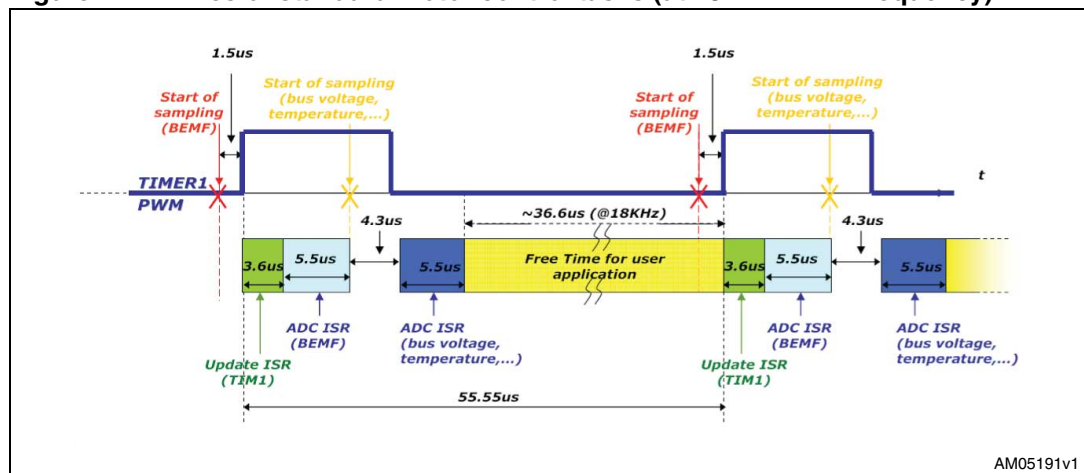 1.5us
1.5us
Start of sampling
(bus voltage,
temperature,...)
Start of sampling
(bus voltage,
temperature,...)
Start of
sampling
(BEMF)
Start of
sampling
(BEMF)
t
TIMER1
PWM
~36.6us (@18KHz)
4.3us
4.3us
3.6us
5.5us
5.5us
Free Time for user
application
3.6us
5.5us
5.5us
ADC ISR
(BEMF)
ADC ISR
(bus voltage,
temperature,...)
ADC ISR
(BEMF)
ADC ISR
(bus voltage,
temperature,...)
Update ISR
(TIM1)
Update ISR
(TIM1)
55.55us
AM05191v1